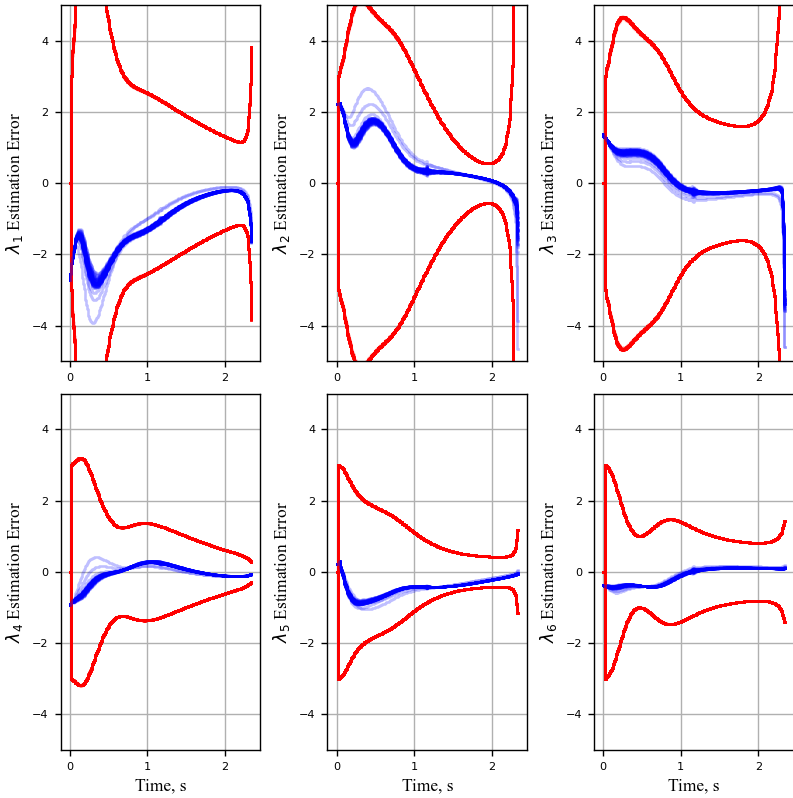 λ1 Estimation Error
4
2
0
−2
−4
0 1 2
λ2 Estimation Error
4
2
0
−2
−4
0 1 2
λ3 Estimation Error
4
2
0
−2
−4
0 1 2
λ4 Estimation Error
4
2
0
−2
−4
0 1 2
Time, s
λ5 Estimation Error
4
2
0
−2
−4
0 1 2
Time, s
λ6 Estimation Error
4
2
0
−2
−4
0 1 2
Time, s